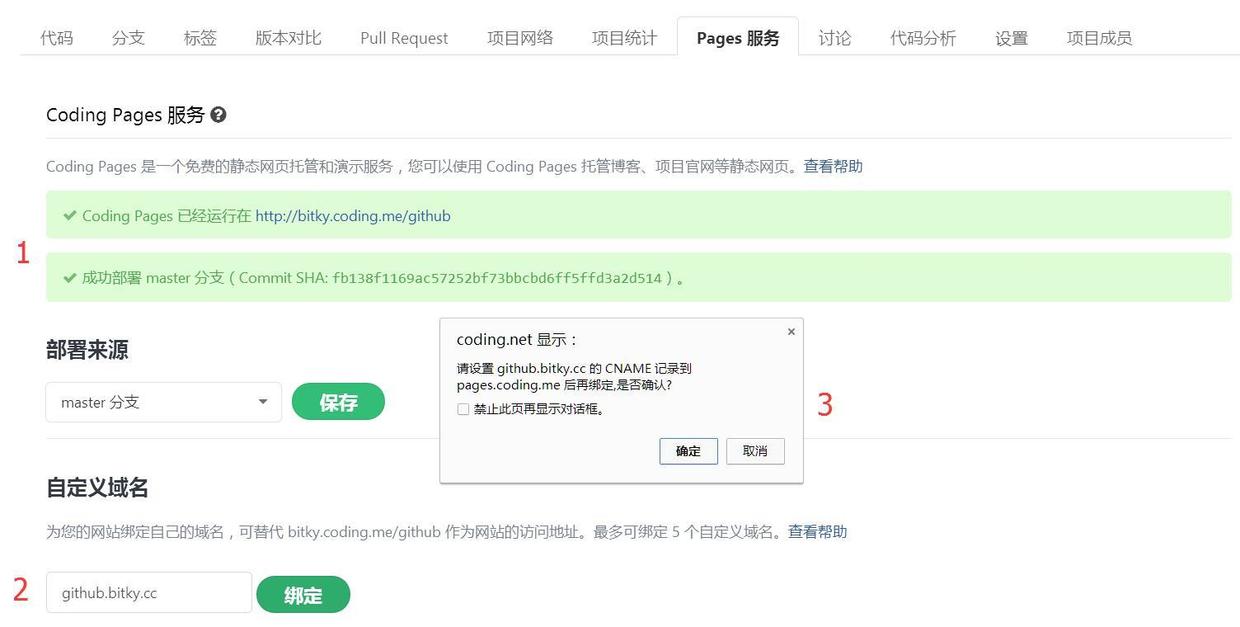 代码 分支 标签 版本对比 Pull Request 项目网络 项目统计 Pages 服务 讨论 代码分析 设置 项目成员
Coding Pages 服务 ?
Coding Pages 是一个免费的静态网页托管和演示服务，您可以使用 Coding Pages 托管博客、项目官网等静态网页。查看帮助
✔ Coding Pages 已经运行在 http://bitky.coding.me/github
1
✔ 成功部署 master 分支（ Commit SHA: fb138f1169ac57252bf73bbcbd6ff5ffd3a2d514 ）。
部署来源
master 分支 保存
coding.net 显示： ×
请设置 github.bitky.cc 的 CNAME 记录到
pages.coding.me 后再绑定,是否确认?
禁止此页再显示对话框。
确定 取消
3
自定义域名
为您的网站绑定自己的域名，可替代 bitky.coding.me/github 作为网站的访问地址。最多可绑定 5 个自定义域名。查看帮助
2
github.bitky.cc 绑定